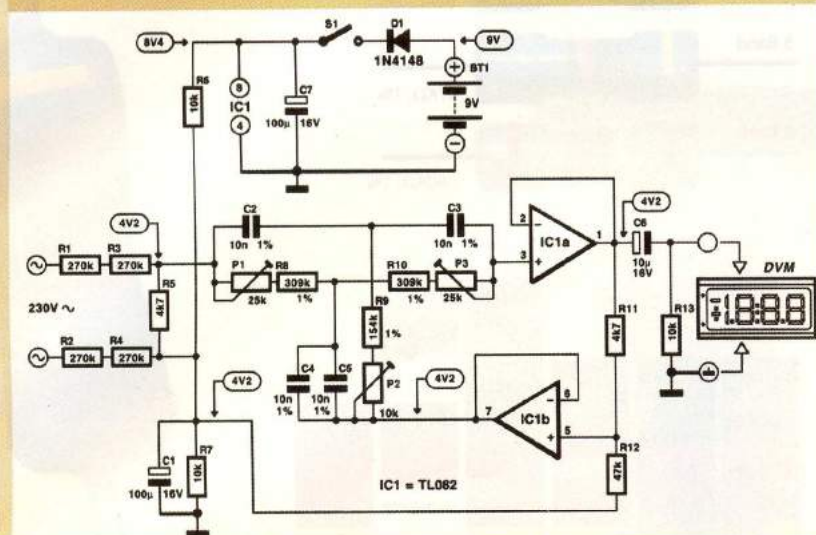 8V4
S1
D1
1N4148
9V
BT1
9V
R6
10k
8
IC1
4
C7
100µ
16V
4V2
C2
10n 1%
C3
10n 1%
2
IC1a
1
3
4V2
C6
10µ
16V
DVM
R1
270k
R3
270k
R5
4k7
P1
25k
R8
309k
1%
R10
309k
1%
P3
25k
R9
154k
1%
R11
4k7
R13
10k
230V ~
R2
270k
R4
270k
4V2
C4
10n
1%
C5
10n
1%
P2
10k
4V2
7
IC1b
6
5
R12
47k
C1
100µ
16V
R7
10k
IC1 = TL082